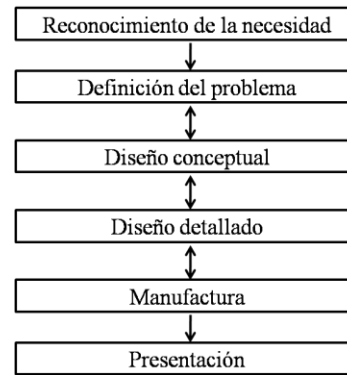 Reconocimiento de la necesidad
Definición del problema
Diseño conceptual
Diseño detallado
Manufactura
Presentación